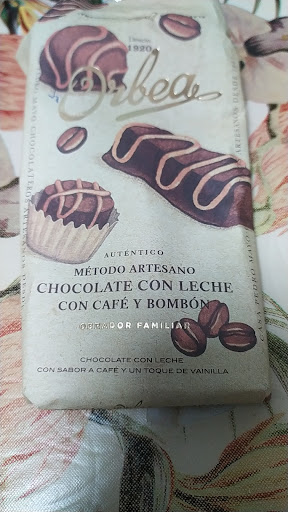 Desde
1920
Orbea
AUTÉNTICO
MÉTODO ARTESANO
CHOCOLATE CON LECHE
CON CAFÉ Y BOMBÓN
OBRADOR FAMILIAR
CHOCOLATE CON LECHE
CON SABOR A CAFÉ Y UN TOQUE DE VAINILLA